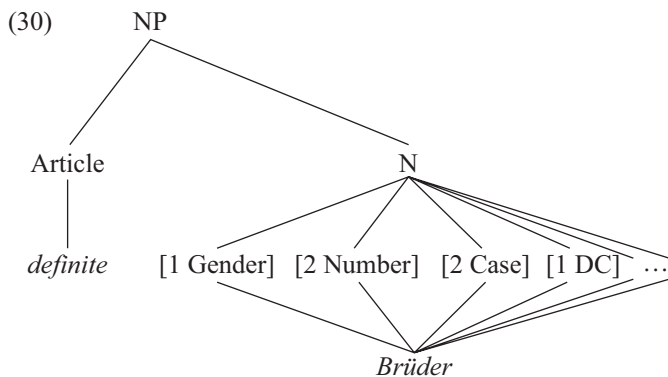 (30) NP
Article N
definite [1 Gender] [2 Number] [2 Case] [1 DC] …
Brüder